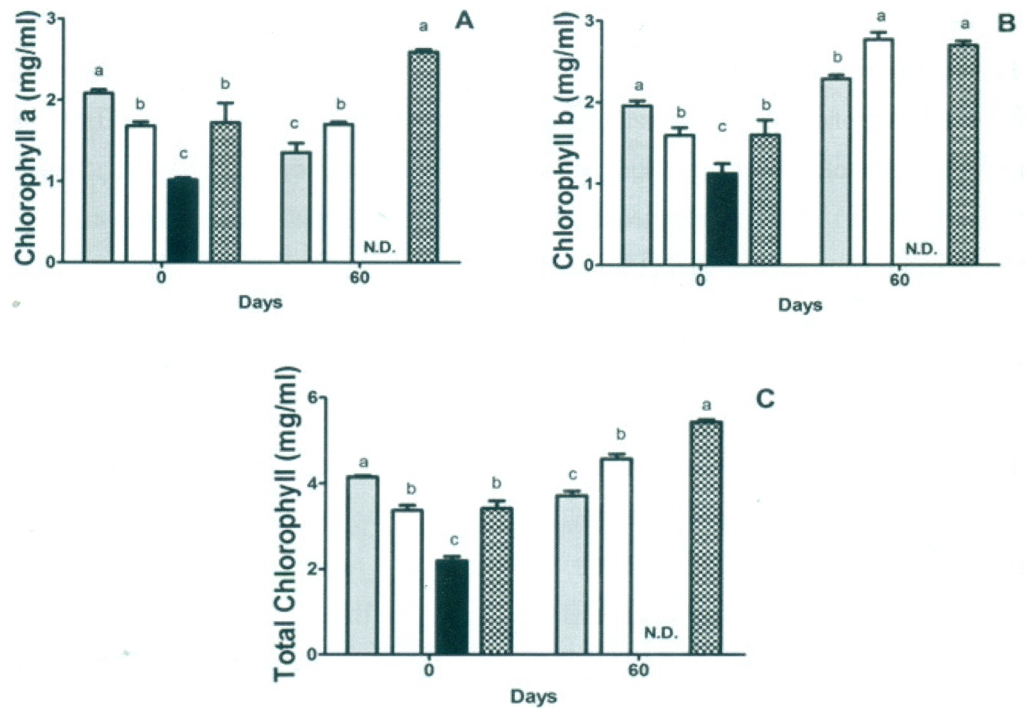 A
Chlorophyll a (mg/ml)
3
2
1
0
a
b
c
b
c
b
N.D.
a
0
60
Days
B
Chlorophyll b (mg/ml)
3
2
1
0
a
b
c
b
b
a
N.D.
a
0
60
Days
C
Total Chlorophyll (mg/ml)
6
4
2
0
a
b
c
b
c
b
N.D.
a
0
60
Days